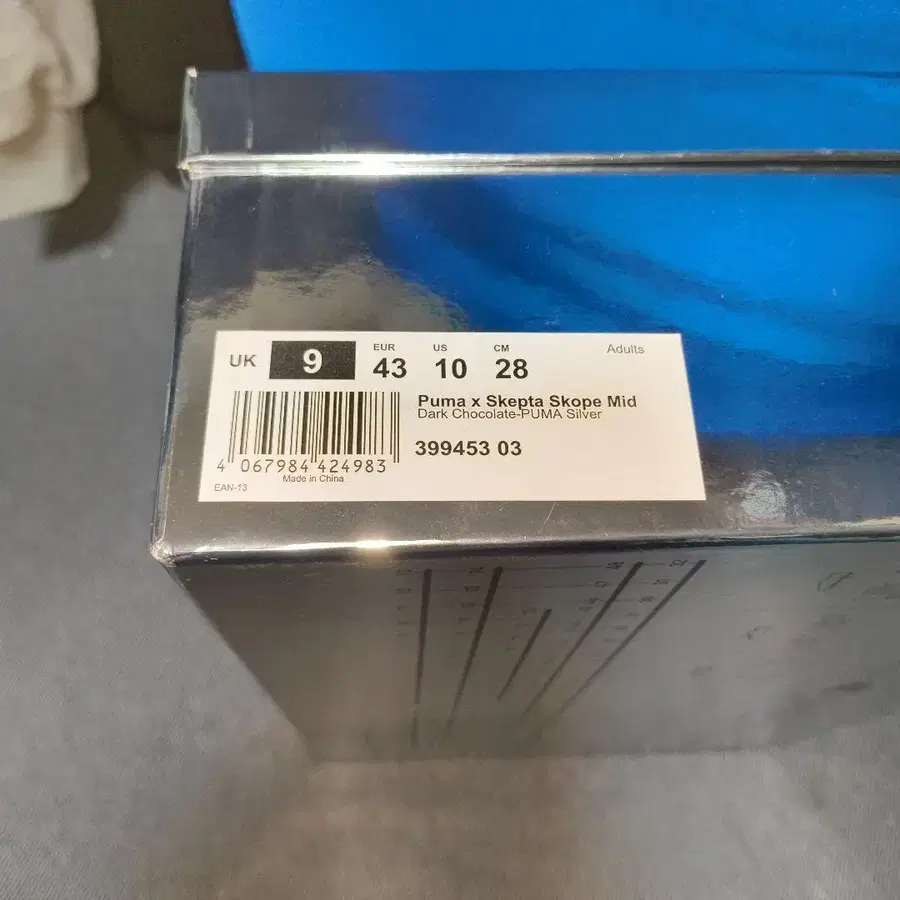 UK 9 EUR 43 US 10 CM 28 Adults
Puma x Skepta Skope Mid
Dark Chocolate-PUMA Silver
399453 03
4 067984 424983
Made in China
EAN-13